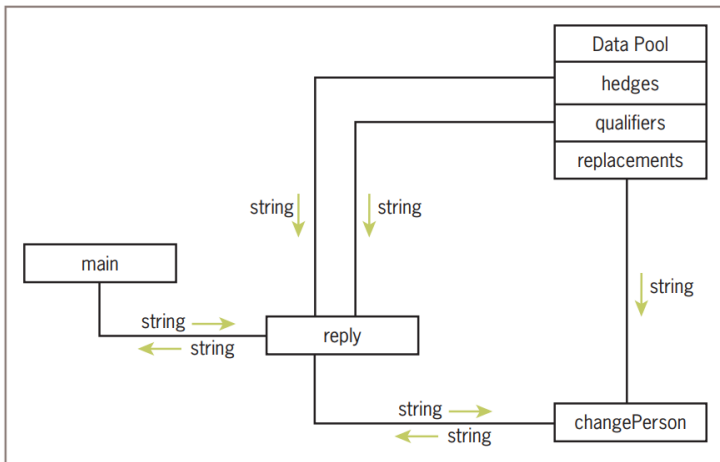 Data Pool
hedges
qualifiers
replacements
string
string
main
string
string
string
reply
string
string
changePerson